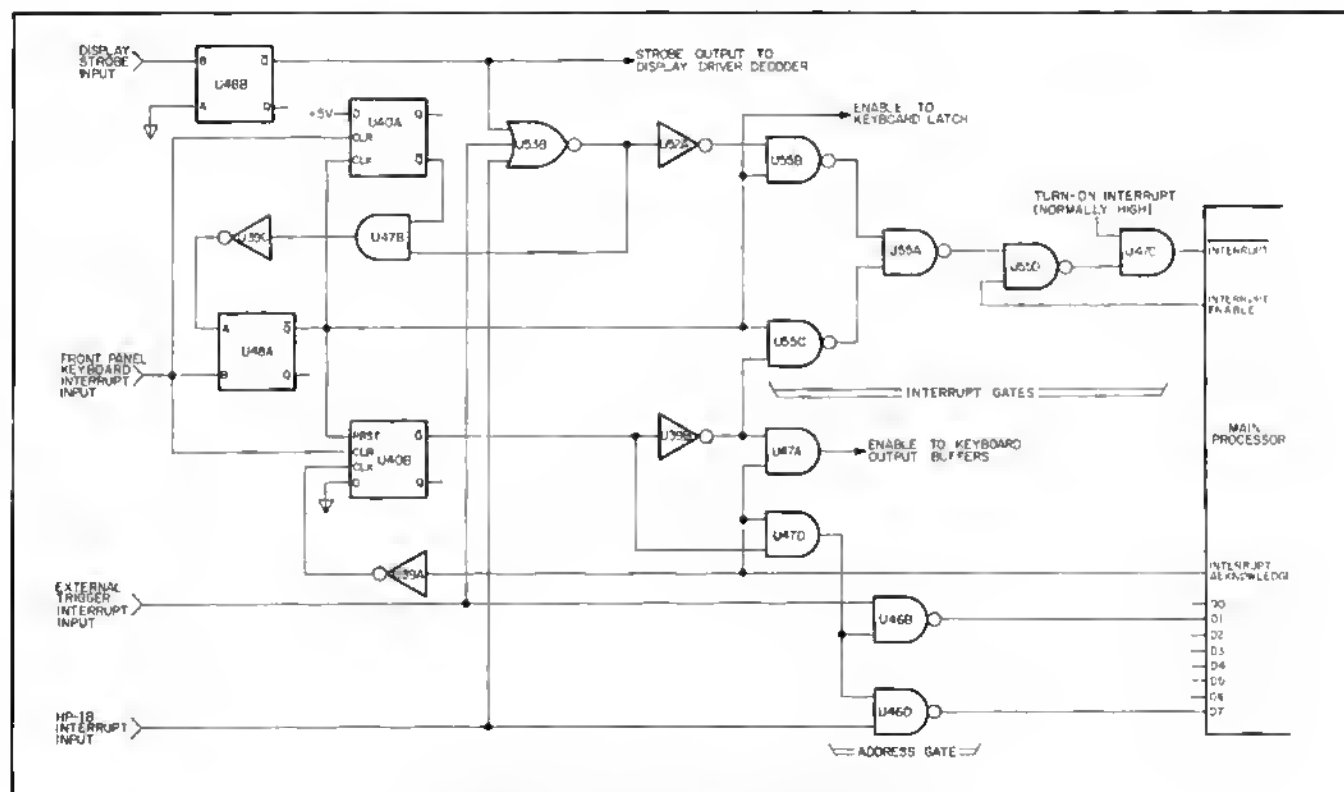 DISPLAY
STROBE
INPUT
B
Q
U48B
A
Q
STROBE OUTPUT TO
DISPLAY DRIVER DECODER
+5V
D
Q
U40A
CLR
CLK
Q
U53B
U52A
ENABLE TO
KEYBOARD LATCH
U55B
TURN-ON INTERRUPT
(NORMALLY HIGH)
U39C
U47B
U55A
U55D
U47C
INTERRUPT
INTERRUPT
ENABLE
A
Q
U48A
B
Q
FRONT PANEL
KEYBOARD
INTERRUPT
INPUT
U55C
INTERRUPT GATES
PRST
Q
CLR
U40B
CLK
D
Q
U39B
U47A
ENABLE TO KEYBOARD
OUTPUT BUFFERS
MAIN
PROCESSOR
U47D
U39A
INTERRUPT
ACKNOWLEDGE
EXTERNAL
TRIGGER
INTERRUPT
INPUT
U46B
D0
D1
D2
D3
D4
D5
D6
D7
HP-IB
INTERRUPT
INPUT
U46D
ADDRESS GATE